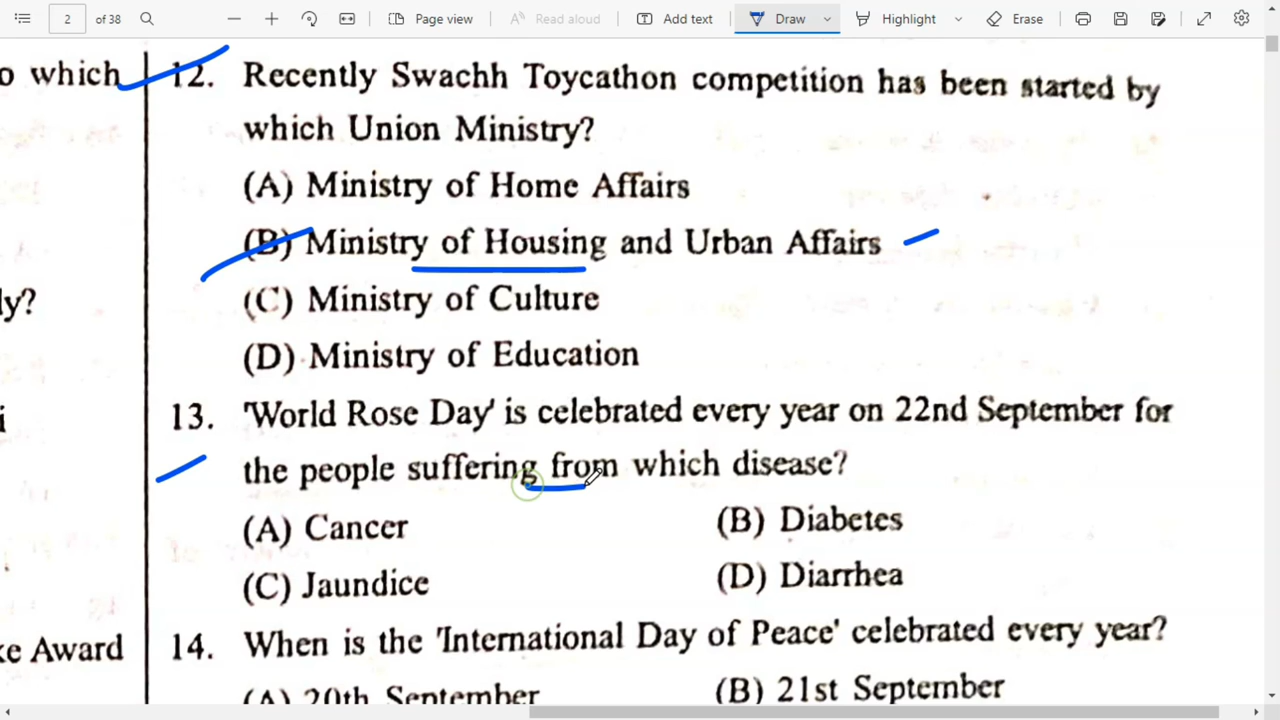 2 of 38 Page view Read aloud Add text Draw Highlight Erase
o which
ly?
i
ke Award
12. Recently Swachh Toycathon competition has been started by
which Union Ministry?
(A) Ministry of Home Affairs
(B) Ministry of Housing and Urban Affairs
(C) Ministry of Culture
(D) Ministry of Education
13. 'World Rose Day' is celebrated every year on 22nd September for
the people suffering from which disease?
(A) Cancer (B) Diabetes
(C) Jaundice (D) Diarrhea
14. When is the 'International Day of Peace' celebrated every year?
(A) 20th September (B) 21st September